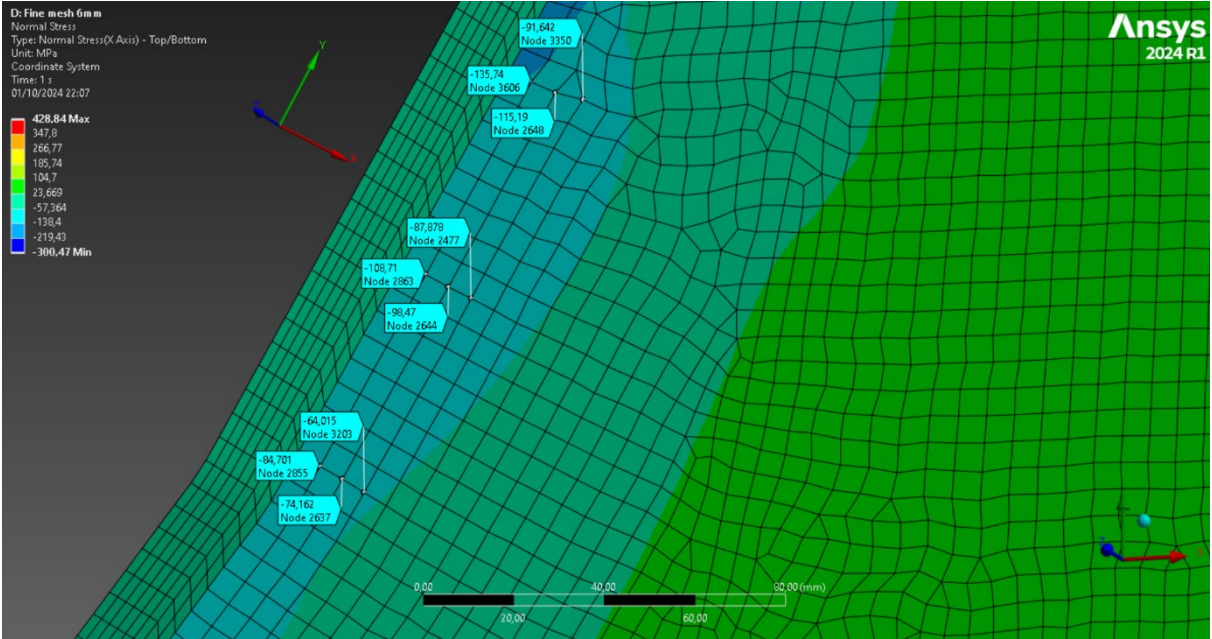 D: Fine mesh 6mm
Normal Stress
Type: Normal Stress(X Axis) - Top/Bottom
Unit: MPa
Coordinate System
Time: 1 s
01/10/2024 22:07
428,84 Max
347,8
266,77
185,74
104,7
23,669
-57,364
-138,4
-219,43
-300,47 Min
Ansys
2024 R1
Y
Z
X
-91,642
Node 3350
-135,74
Node 3606
-115,19
Node 2648
-87,878
Node 2477
-108,71
Node 2863
-98,47
Node 2644
-64,015
Node 3203
-84,701
Node 2855
-74,162
Node 2637
0,00
40,00
80,00 (mm)
20,00
60,00
Z
X